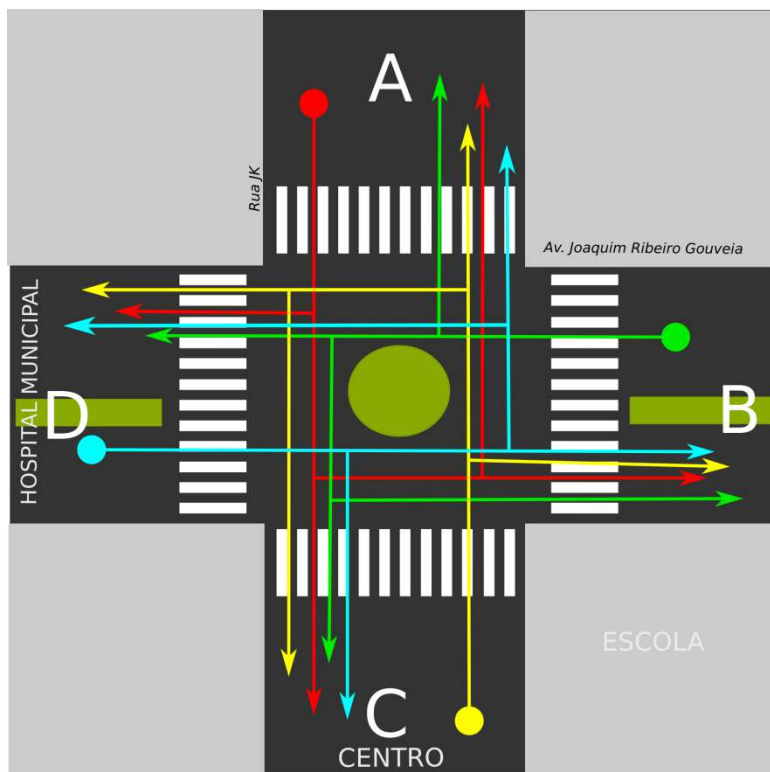 A
Rua JK
Av. Joaquim Ribeiro Gouveia
HOSPITAL MUNICIPAL
D
B
ESCOLA
C
CENTRO